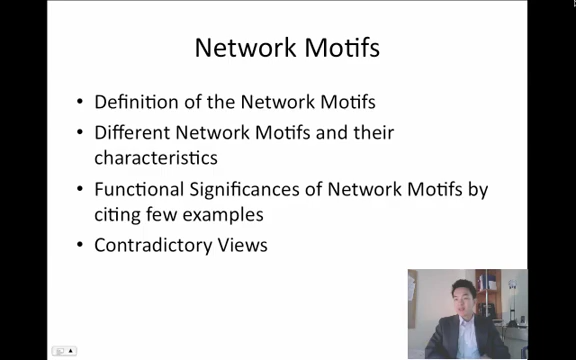 Network Motifs
• Definition of the Network Motifs
• Different Network Motifs and their
characteristics
• Functional Significances of Network Motifs by
citing few examples
• Contradictory Views